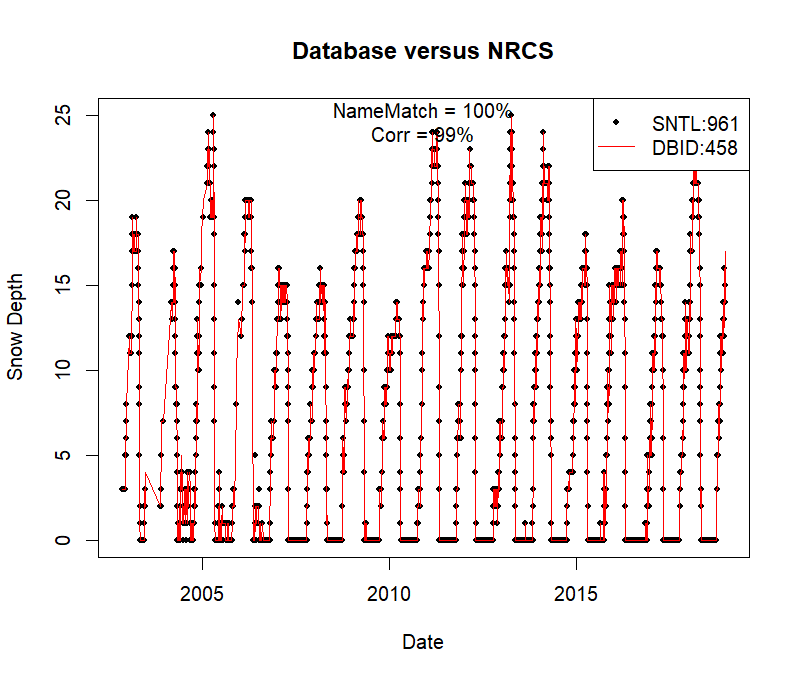 Database versus NRCS
NameMatch = 100%
Corr = 99%
SNTL:961
DBID:458
25
20
15
10
5
0
Snow Depth
2005
2010
2015
Date